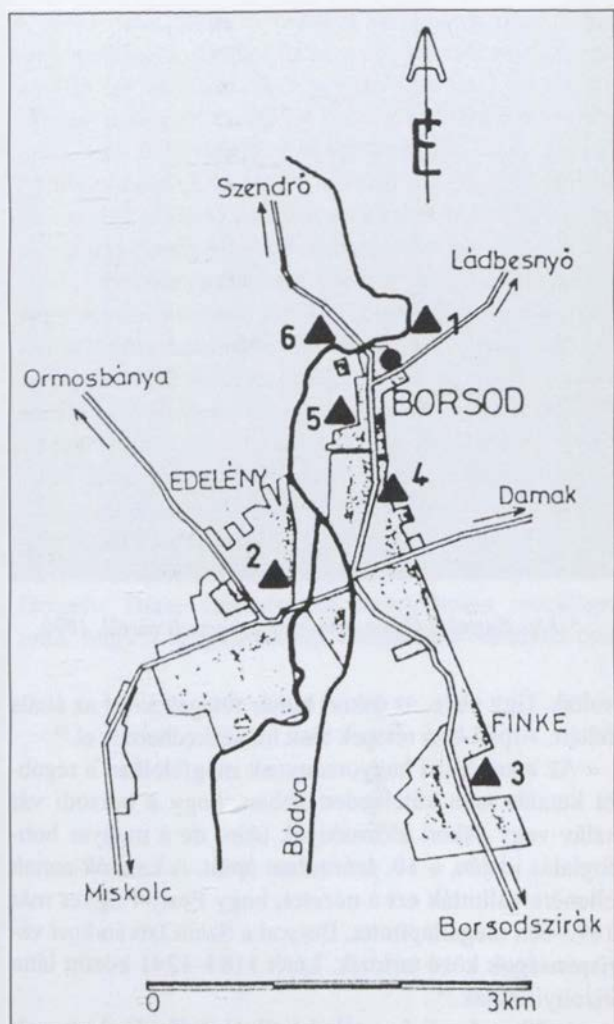 É
Szendrő
Ládbesnyő
1
6
Ormosbánya
BORSOD
5
EDELÉNY
4
Damak
2
FINKE
3
Bódva
Miskolc
Borsodszirák
0 3km